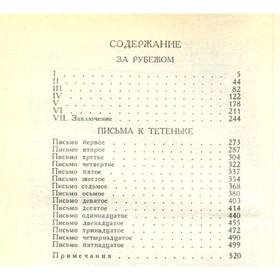 СОДЕРЖАНИЕ
ЗА РУБЕЖОМ
I 5
II 44
III 82
IV 122
V 178
VI 211
VII. Заключение 244
ПИСЬМА К ТЕТЕНЬКЕ
Письмо первое 273
Письмо второе 287
Письмо третье 304
Письмо четвертое 322
Письмо пятое 337
Письмо шестое 354
Письмо седьмое 368
Письмо осьмое 380
Письмо девятое 403
Письмо десятое 414
Письмо одиннадцатое 440
Письмо двенадцатое 455
Письмо тринадцатое 472
Письмо четырнадцатое 490
Письмо пятнадцатое 499
Примечания 520